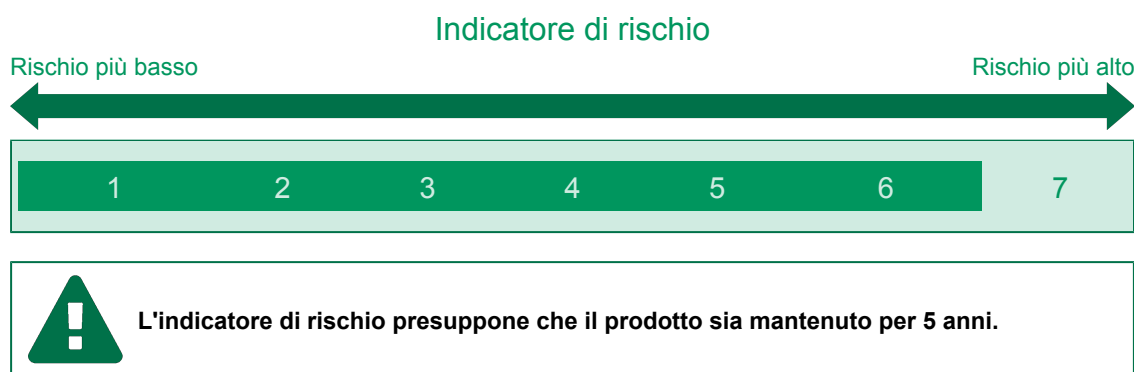 Indicatore di rischio
Rischio più basso Rischio più alto
1 2 3 4 5 6 7
L'indicatore di rischio presuppone che il prodotto sia mantenuto per 5 anni.